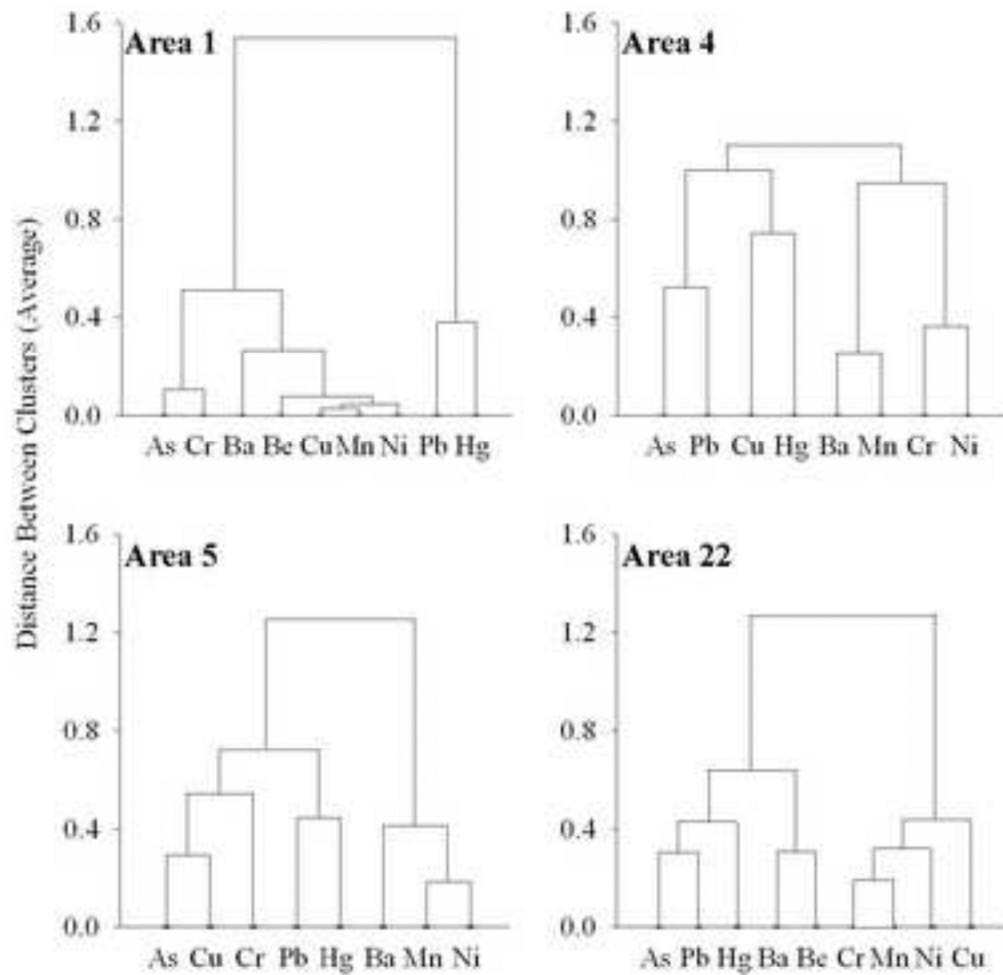 Distance Between Clusters (Average)
Area 1
1.6
1.2
0.8
0.4
0.0
As Cr Ba Be Cu Mn Ni Pb Hg
Area 4
1.6
1.2
0.8
0.4
0.0
As Pb Cu Hg Ba Mn Cr Ni
Area 5
1.6
1.2
0.8
0.4
0.0
As Cu Cr Pb Hg Ba Mn Ni
Area 22
1.6
1.2
0.8
0.4
0.0
As Pb Hg Ba Be Cr Mn Ni Cu